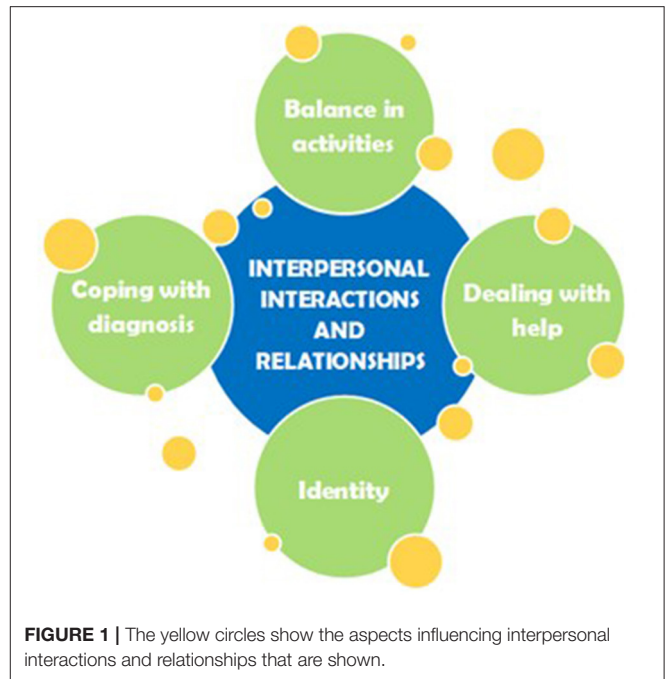 Balance in
activities
Coping with
diagnosis
INTERPERSONAL
INTERACTIONS
AND
RELATIONSHIPS
Dealing with
help
Identity
FIGURE 1 | The yellow circles show the aspects influencing interpersonal
interactions and relationships that are shown.